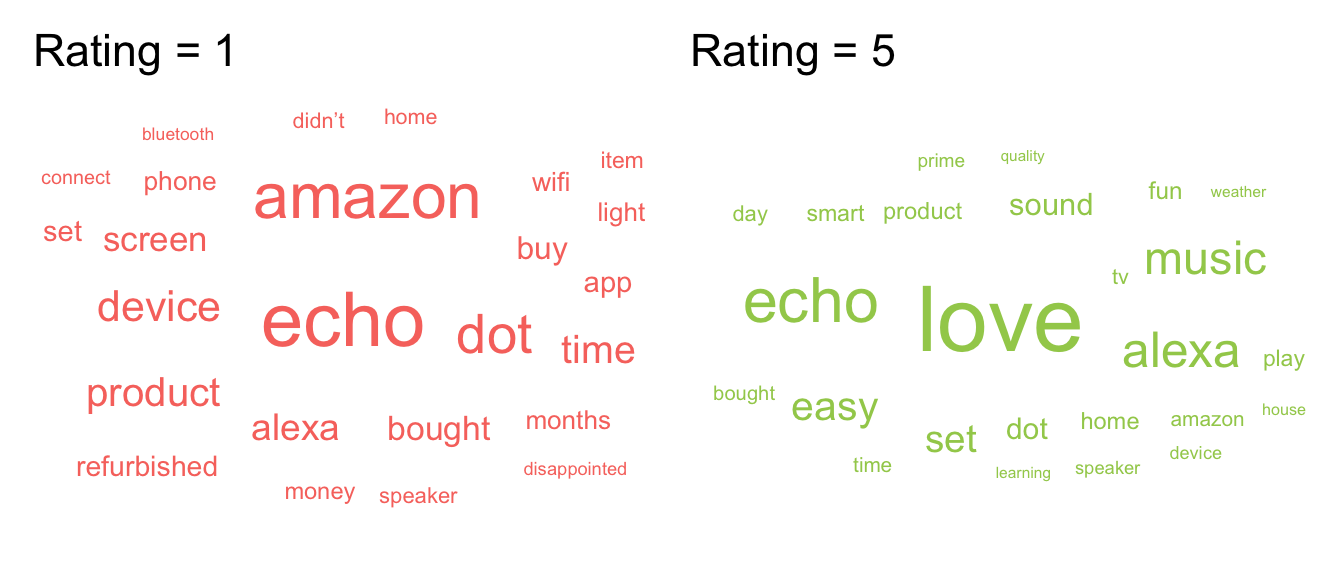 Rating = 1
didn’t home
bluetooth
item
connect phone amazon wifi
light
set screen
buy
app
device echo dot time
product
alexa bought months
refurbished disappointed
money speaker
Rating = 5
prime quality
fun weather
day smart product sound
music
tv
echo love
alexa play
bought easy
house
set dot home amazon
device
time learning speaker